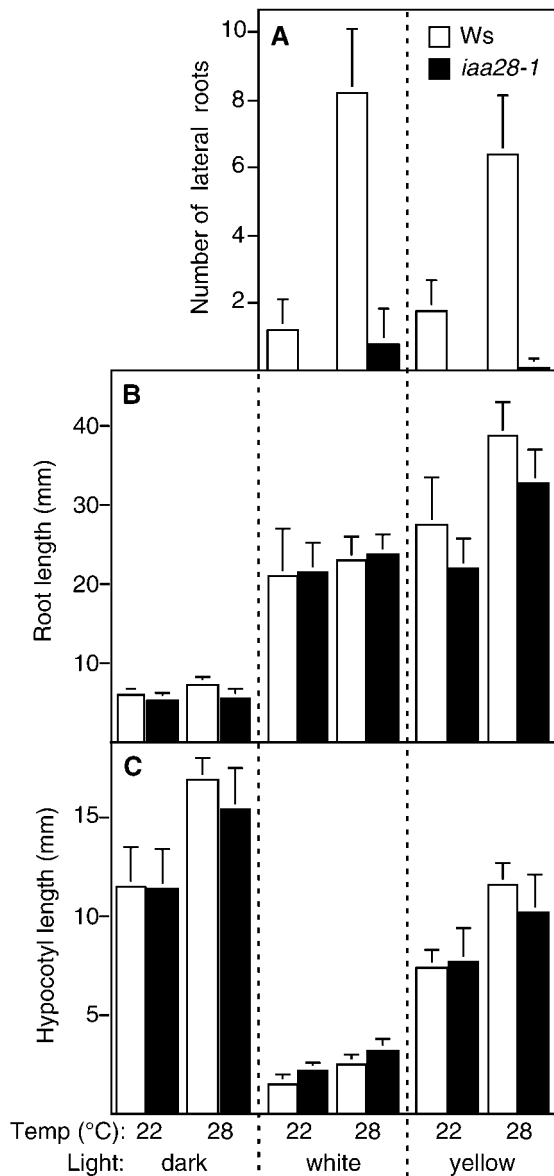 A
Ws
iaa28-1
10
8
6
4
2
Number of lateral roots
B
40
30
20
10
Root length (mm)
C
15
10
5
Hypocotyl length (mm)
Temp (°C): 22 28 22 28 22 28
Light: dark white yellow